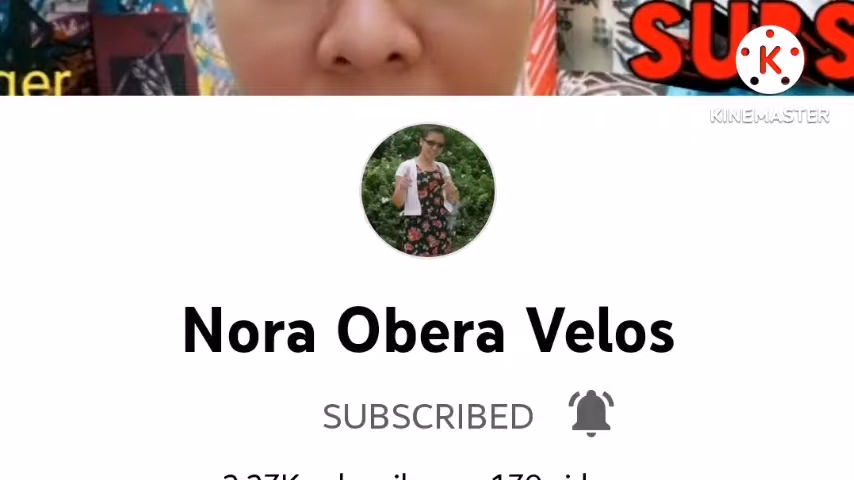 ger
SUBS
K
KINEMASTER
Nora Obera Velos
SUBSCRIBED